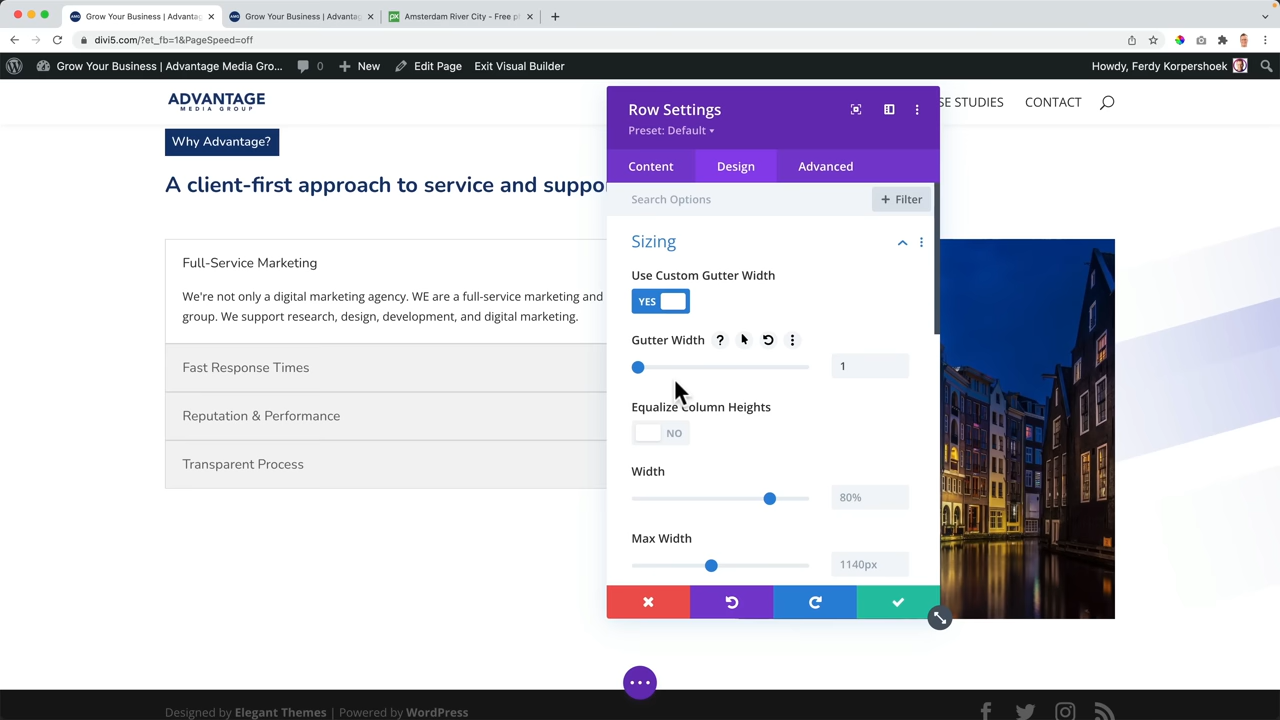 Grow Your Business | Advantag
Grow Your Business | Advantag
Amsterdam River City - Free ph
divi5.com/?et_fb=1&PageSpeed=off
Grow Your Business | Advantage Media Gro...
0
New
Edit Page
Exit Visual Builder
Howdy, Ferdy Korpershoek
ADVANTAGE
MEDIA GROUP
SE STUDIES
CONTACT
Why Advantage?
A client-first approach to service and suppo
Full-Service Marketing
We're not only a digital marketing agency. WE are a full-service marketing and
group. We support research, design, development, and digital marketing.
Fast Response Times
Reputation & Performance
Transparent Process
Row Settings
Preset: Default
Content
Design
Advanced
Search Options
+ Filter
Sizing
Use Custom Gutter Width
YES
Gutter Width
?
1
Equalize Column Heights
NO
Width
80%
Max Width
1140px
Designed by Elegant Themes | Powered by WordPress